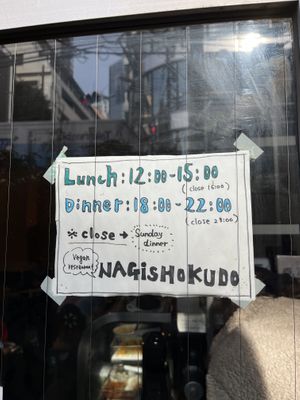 Lunch:12:00-15:00
(close 16:00)
Dinner:18:00-22:00
(close 23:00)
※close→ Sunday dinner
Vegan restaurant
NAGiSHOKUDO